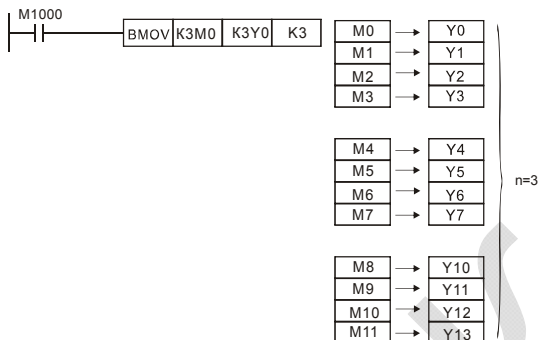 M1000
BMOV K3M0 K3Y0 K3
M0 → Y0
M1 → Y1
M2 → Y2
M3 → Y3
M4 → Y4
M5 → Y5
M6 → Y6
M7 → Y7
n=3
M8 → Y10
M9 → Y11
M10 → Y12
M11 → Y13